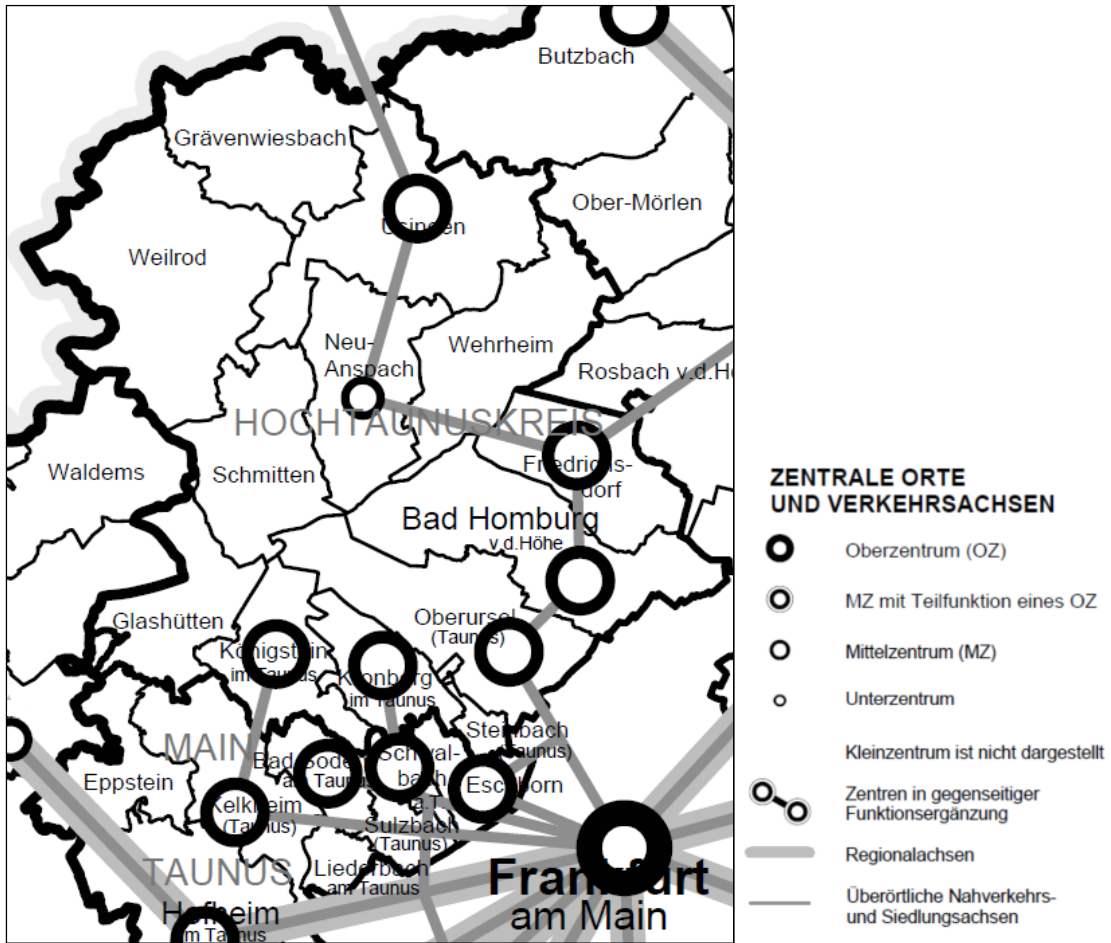 Butzbach
Grävenwiesbach
Ober-Mörlen
Usingen
Weilrod
Neu-
Anspach
Wehrheim
Rosbach v.d.Hö
HOCHTAUNUSKREIS
Waldems
Schmitten
Friedrichs-
dorf
Bad Homburg
v.d.Höhe
Glashütten
Oberursel
(Taunus)
Königstein
im Taunus
Kronberg
im Taunus
Steinbach
(Taunus)
MAIN
Bad Soden
a. Taunus
Schwal-
bach
a.T.
Eschborn
Eppstein
Kelkheim
(Taunus)
Sulzbach
(Taunus)
TAUNUS
Liederbach
am Taunus
Frankfurt
am Main
Hofheim
am Taunus
ZENTRALE ORTE
UND VERKEHRSACHSEN
Oberzentrum (OZ)
MZ mit Teilfunktion eines OZ
Mittelzentrum (MZ)
Unterzentrum
Kleinzentrum ist nicht dargestellt
Zentren in gegenseitiger
Funktionsergänzung
Regionalachsen
Überörtliche Nahverkehrs-
und Siedlungsachsen